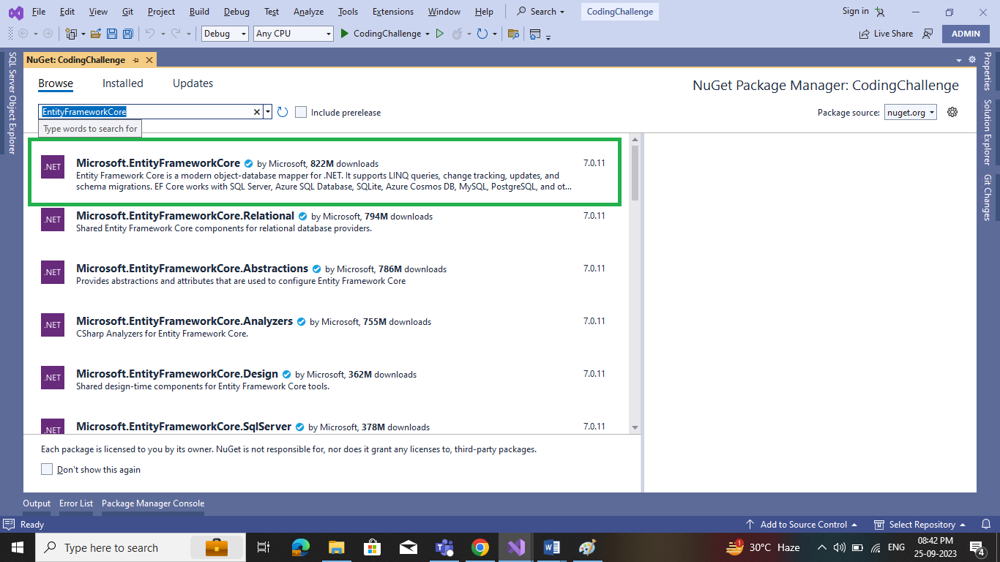 File Edit View Git Project Build Debug Test Analyze Tools Extensions Window Help Search CodingChallenge Sign in
Debug Any CPU CodingChallenge Live Share ADMIN
SQL Server Object Explorer
NuGet: CodingChallenge
Properties
Solution Explorer
Git Changes
Browse Installed Updates
NuGet Package Manager: CodingChallenge
EntityFrameworkCore Include prerelease
Package source: nuget.org
Type words to search for
.NET
Microsoft.EntityFrameworkCore by Microsoft, 822M downloads 7.0.11
Entity Framework Core is a modern object-database mapper for .NET. It supports LINQ queries, change tracking, updates, and
schema migrations. EF Core works with SQL Server, Azure SQL Database, SQLite, Azure Cosmos DB, MySQL, PostgreSQL, and ot...
.NET
Microsoft.EntityFrameworkCore.Relational by Microsoft, 794M downloads 7.0.11
Shared Entity Framework Core components for relational database providers.
.NET
Microsoft.EntityFrameworkCore.Abstractions by Microsoft, 786M downloads 7.0.11
Provides abstractions and attributes that are used to configure Entity Framework Core
.NET
Microsoft.EntityFrameworkCore.Analyzers by Microsoft, 755M downloads 7.0.11
CSharp Analyzers for Entity Framework Core.
.NET
Microsoft.EntityFrameworkCore.Design by Microsoft, 362M downloads 7.0.11
Shared design-time components for Entity Framework Core tools.
.NET
Microsoft.EntityFrameworkCore.SqlServer by Microsoft, 378M downloads 7.0.11
Each package is licensed to you by its owner. NuGet is not responsible for, nor does it grant any licenses to, third-party packages.
Don't show this again
Output Error List Package Manager Console
Ready Add to Source Control Select Repository
Type here to search
1
30°C Haze ENG
08:42 PM
25-09-2023
4